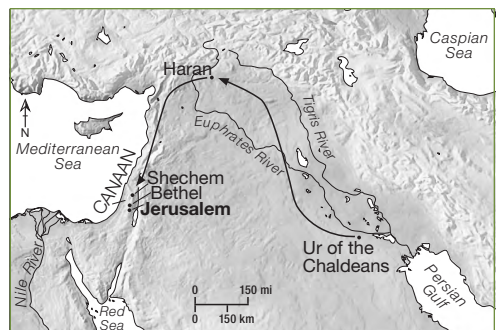 Caspian
Sea
Haran
Tigris River
N
Mediterranean
Sea
Euphrates River
CANAAN
Shechem
Bethel
Jerusalem
Ur of the
Chaldeans
Nile River
Persian
Gulf
Red
Sea
0 150 mi
0 150 km